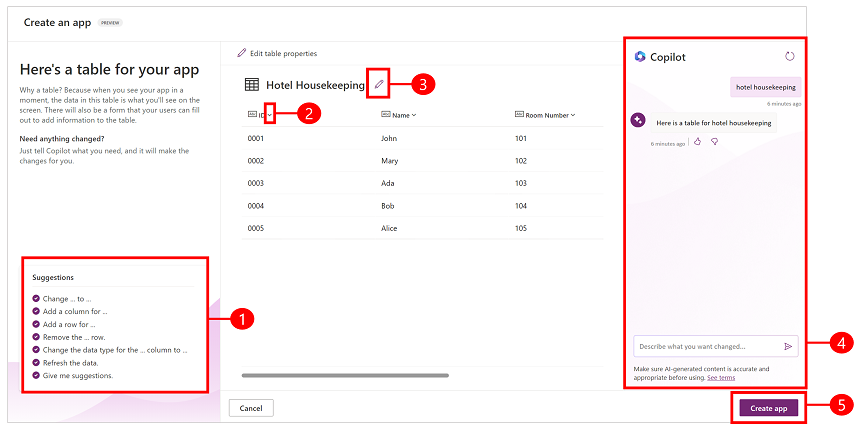 Create an app PREVIEW
Here's a table for your app
Why a table? Because when you see your app in a
moment, the data in this table is what you'll see on the
screen. There will also be a form that your users can fill
out to add information to the table.
Need anything changed?
Just tell Copilot what you need, and it will make the
changes for you.
Suggestions
Change ... to ...
Add a column for ...
Add a row for ...
Remove the ... row.
Change the data type for the ... column to ...
Refresh the data.
Give me suggestions.
1
Edit table properties
Hotel Housekeeping
3
Abc ID
2
Abc Name
Abc Room Number
0001 John 101
0002 Mary 102
0003 Ada 103
0004 Bob 104
0005 Alice 105
Cancel
Copilot
hotel housekeeping
6 minutes ago
Here is a table for hotel housekeeping
6 minutes ago
Describe what you want changed...
4
Make sure AI-generated content is accurate and
appropriate before using. See terms
Create app
5